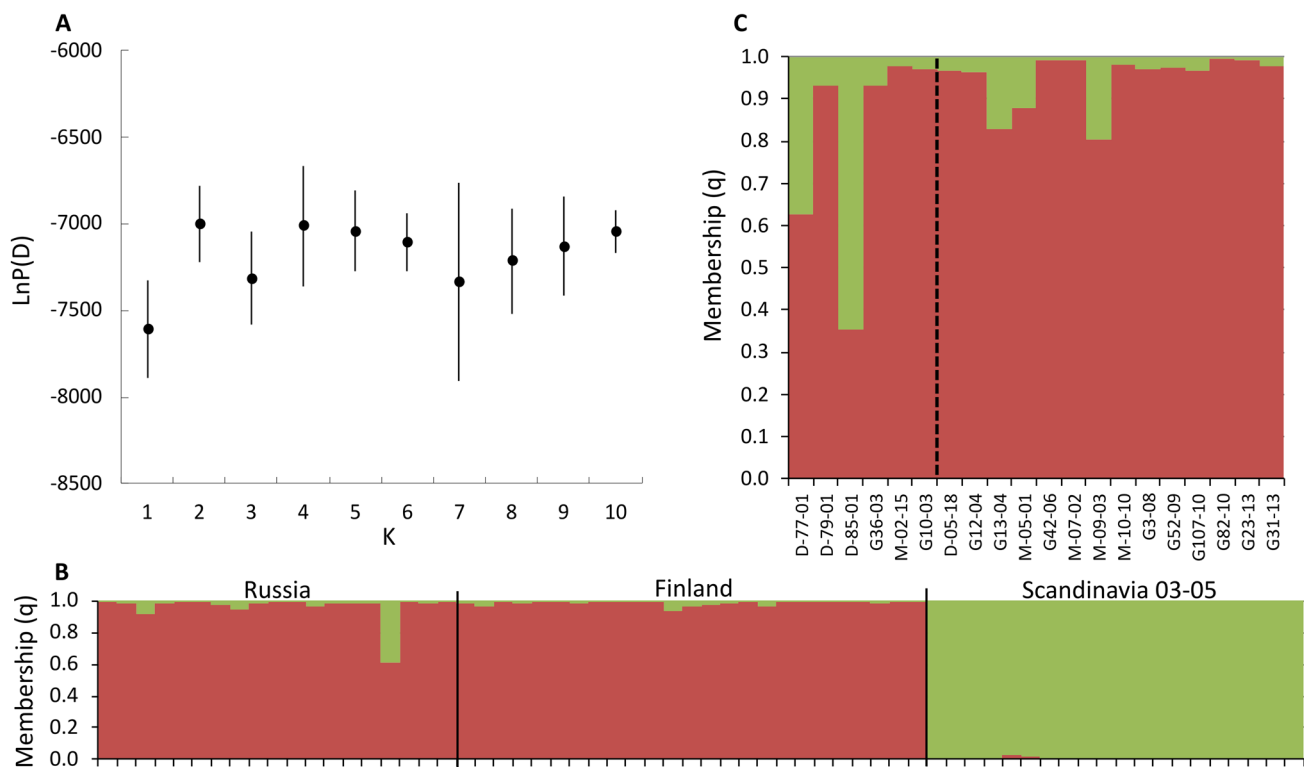 A
-6000
-6500
-7000
-7500
-8000
-8500
LnP(D)
1 2 3 4 5 6 7 8 9 10
K
C
1.0
0.9
0.8
0.7
0.6
0.5
0.4
0.3
0.2
0.1
0.0
Membership (q)
D-77-01
D-79-01
D-85-01
G36-03
M-02-15
G10-03
D-05-18
G12-04
G13-04
M-05-01
G42-06
M-07-02
M-09-03
M-10-10
G3-08
G52-09
G107-10
G82-10
G23-13
G31-13
B
Russia Finland Scandinavia 03-05
1.0
0.8
0.6
0.4
0.2
0.0
Membership (q)